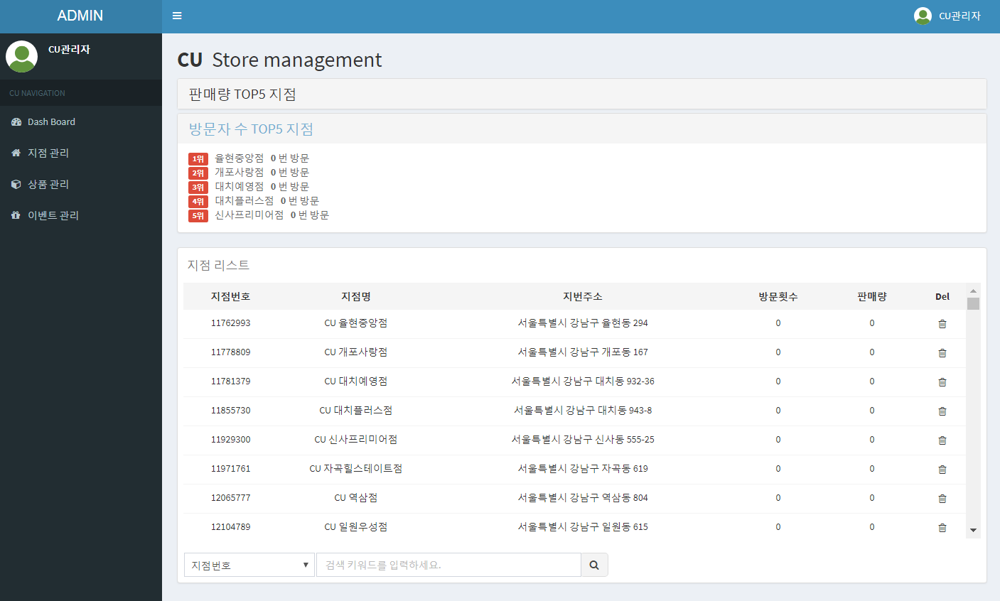 ADMIN
CU관리자
CU관리자
CU NAVIGATION
Dash Board
지점 관리
상품 관리
이벤트 관리
CU Store management
판매량 TOP5 지점
방문자 수 TOP5 지점
1위 율현중앙점 0 번 방문
2위 개포사랑점 0 번 방문
3위 대치예영점 0 번 방문
4위 대치플러스점 0 번 방문
5위 신사프리미어점 0 번 방문
지점 리스트
지점번호 지점명 지번주소 방문횟수 판매량 Del
11762993 CU 율현중앙점 서울특별시 강남구 율현동 294 0 0
11778809 CU 개포사랑점 서울특별시 강남구 개포동 167 0 0
11781379 CU 대치예영점 서울특별시 강남구 대치동 932-36 0 0
11855730 CU 대치플러스점 서울특별시 강남구 대치동 943-8 0 0
11929300 CU 신사프리미어점 서울특별시 강남구 신사동 555-25 0 0
11971761 CU 자곡힐스테이트점 서울특별시 강남구 자곡동 619 0 0
12065777 CU 역삼점 서울특별시 강남구 역삼동 804 0 0
12104789 CU 일원우성점 서울특별시 강남구 일원동 615 0 0
지점번호 검색 키워드를 입력하세요.